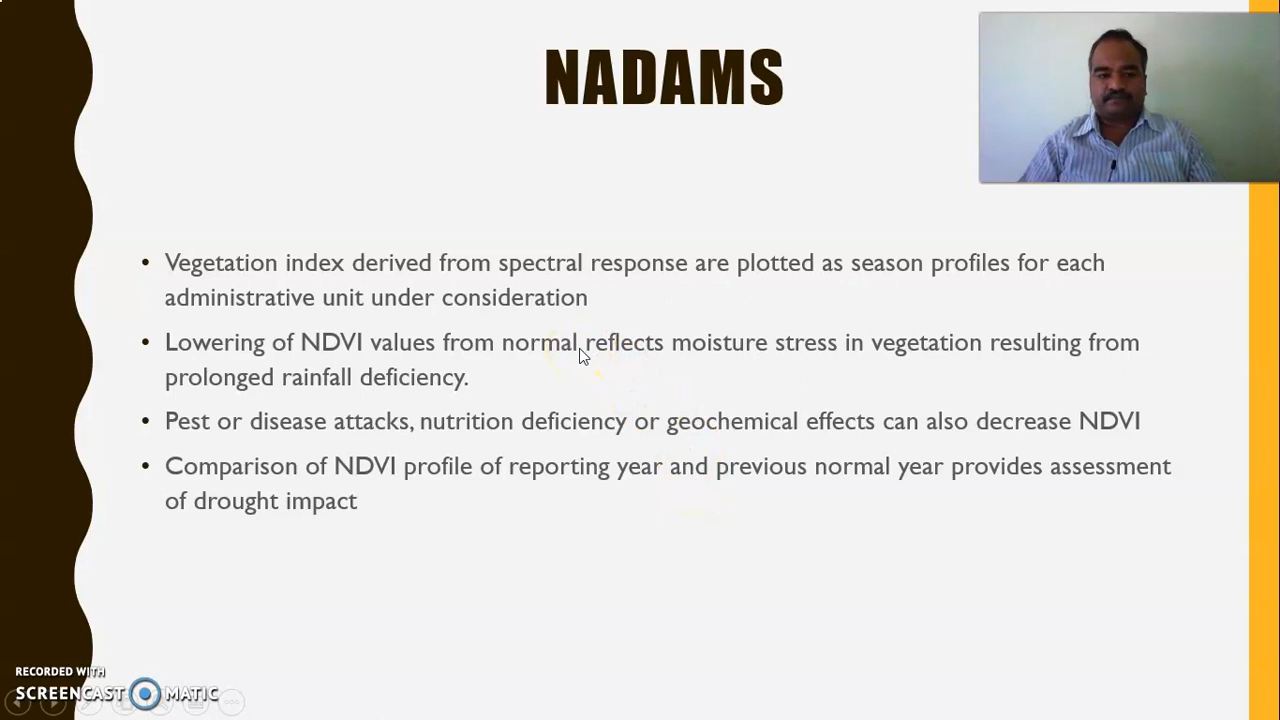 NADAMS
• Vegetation index derived from spectral response are plotted as season profiles for each
administrative unit under consideration
• Lowering of NDVI values from normal reflects moisture stress in vegetation resulting from
prolonged rainfall deficiency.
• Pest or disease attacks, nutrition deficiency or geochemical effects can also decrease NDVI
• Comparison of NDVI profile of reporting year and previous normal year provides assessment
of drought impact
RECORDED WITH
SCREENCAST MATIC